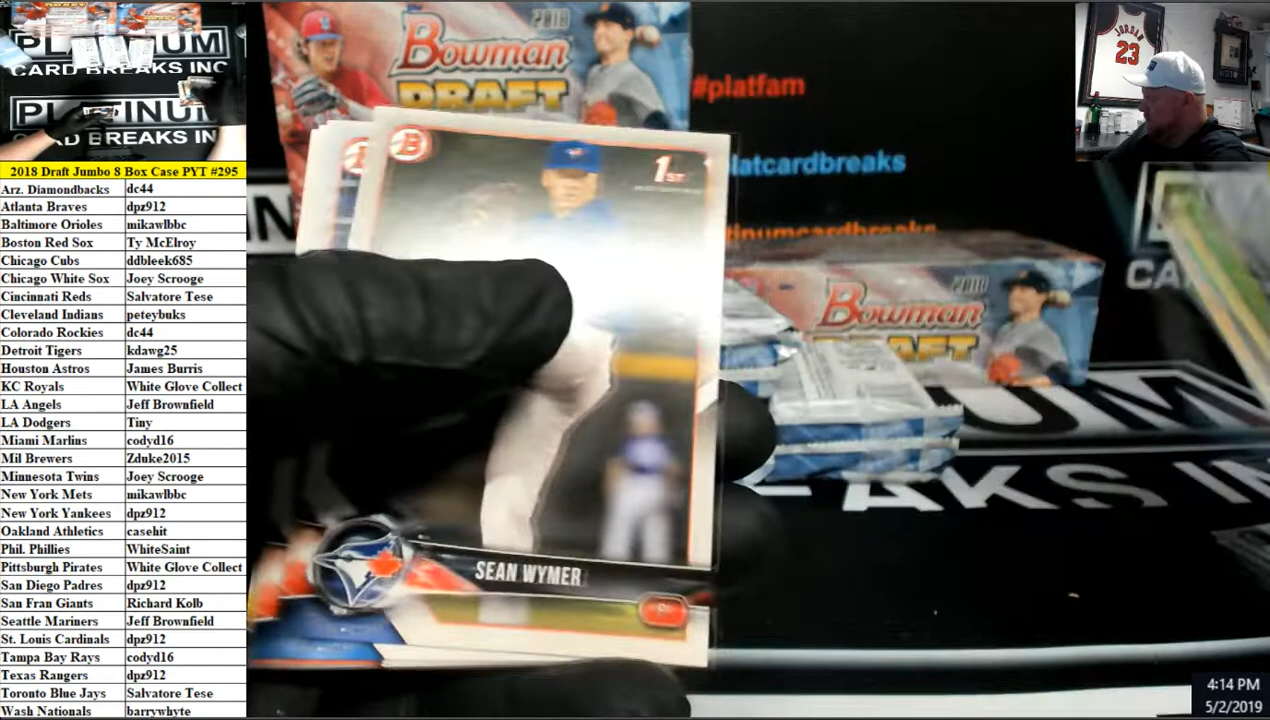 PLATINUM
CARD BREAKS INC
PLATINUM
CARD BREAKS INC
2018 Draft Jumbo 8 Box Case PYT #295
Arz. Diamondbacks dc44
Atlanta Braves dpz912
Baltimore Orioles mikawlbbc
Boston Red Sox Ty McElroy
Chicago Cubs ddbleek685
Chicago White Sox Joey Scrooge
Cincinnati Reds Salvatore Tese
Cleveland Indians peteybuks
Colorado Rockies dc44
Detroit Tigers kdawg25
Houston Astros James Burris
KC Royals White Glove Collect
LA Angels Jeff Brownfield
LA Dodgers Tiny
Miami Marlins codyd16
Mil Brewers Zduke2015
Minnesota Twins Joey Scrooge
New York Mets mikawlbbc
New York Yankees dpz912
Oakland Athletics casehit
Phil. Phillies WhiteSaint
Pittsburgh Pirates White Glove Collect
San Diego Padres dpz912
San Fran Giants Richard Kolb
Seattle Mariners Jeff Brownfield
St. Louis Cardinals dpz912
Tampa Bay Rays codyd16
Texas Rangers dpz912
Toronto Blue Jays Salvatore Tese
Wash Nationals barrywhyte
2018
Bowman
DRAFT
#platfam
latcardbreaks
tinumcardbreaks
B
1ST
SEAN WYMER
P
2018
Bowman
AFT
CA
UM
EAKS IN
JORDAN
23
4:14 PM
5/2/2019